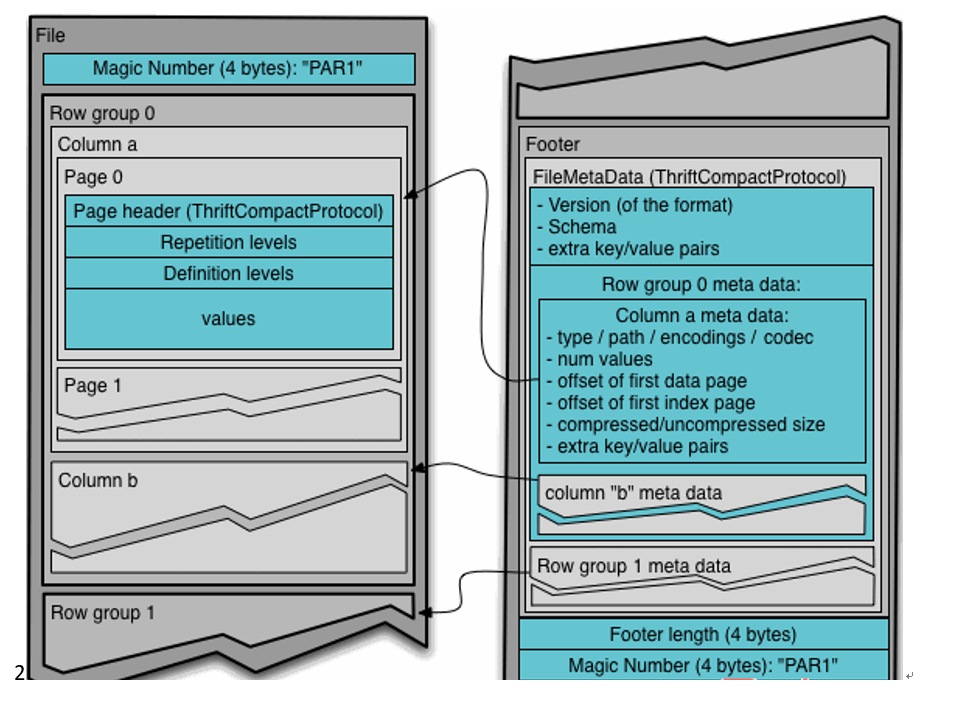 File
Magic Number (4 bytes): "PAR1"
Row group 0
Column a
Page 0
Page header (ThriftCompactProtocol)
Repetition levels
Definition levels
values
Page 1
Column b
Row group 1
2
Footer
FileMetaData (ThriftCompactProtocol)
- Version (of the format)
- Schema
- extra key/value pairs
Row group 0 meta data:
Column a meta data:
- type / path / encodings / codec
- num values
- offset of first data page
- offset of first index page
- compressed/uncompressed size
- extra key/value pairs
column "b" meta data
Row group 1 meta data
Footer length (4 bytes)
Magic Number (4 bytes): "PAR1"